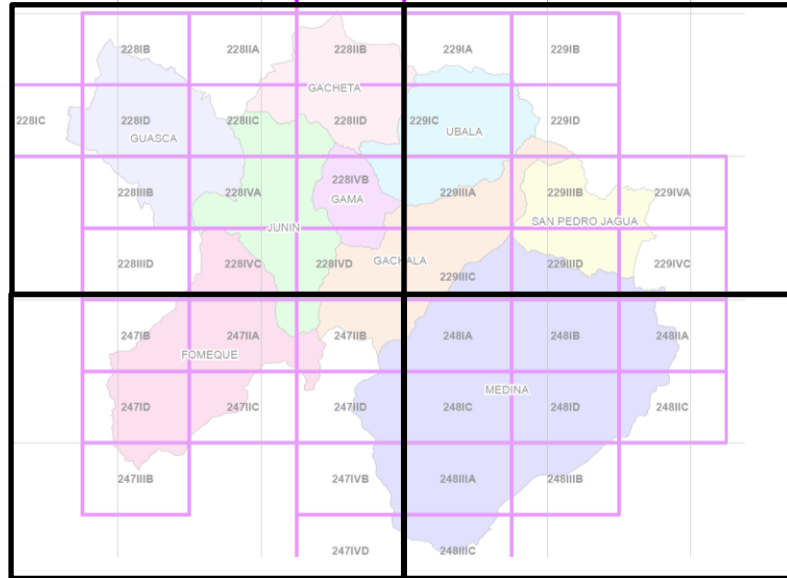 228IB 228IIA 228IIB 229IA 229IB
GACHETA
228IC 228ID 228IIC 228IID 229IC 229ID
GUASCA UBALA
228IIIB 228IVA 228IVB 229IIIA 229IIIB 229IVA
GAMA
JUNIN SAN PEDRO JAGUA
228IIID 228IVC 228IVD GACHALA 229IIIC 229IIID 229IVC
247IB 247IIA 247IIB 248IA 248IB 248IIA
FOMEQUE
MEDINA
247ID 247IIC 247IID 248IC 248ID 248IIC
247IIIB 247IVB 248IIIA 248IIIB
247IVD 248IIIC